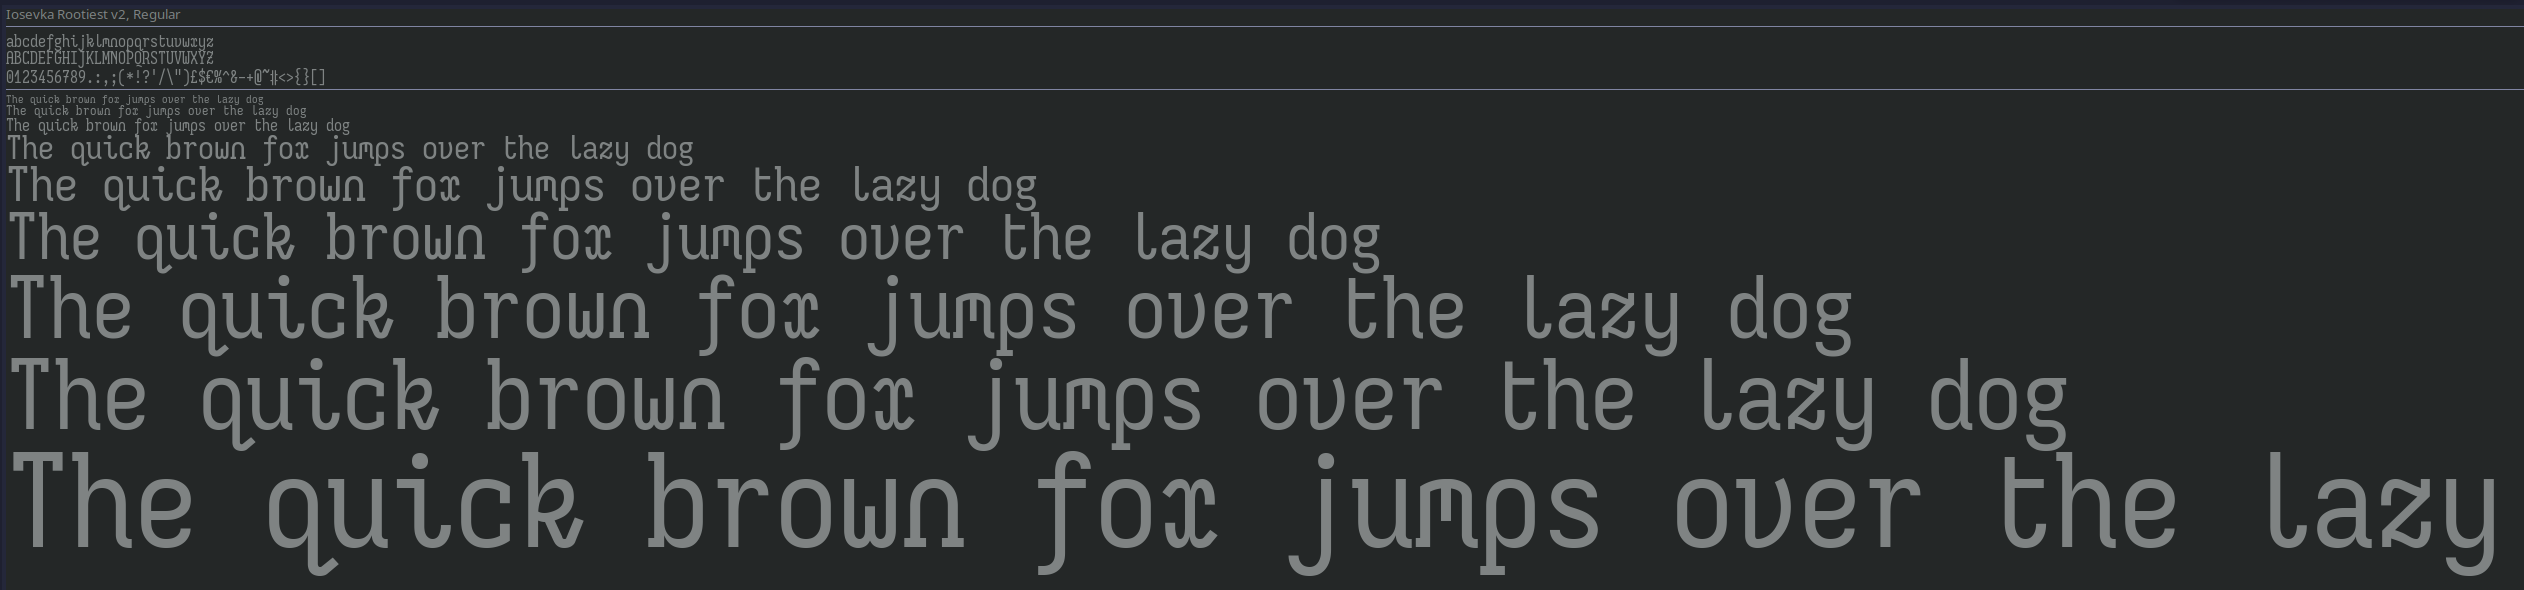 Iosevka Rootiest v2, Regular
abcdefghijklmnopqrstuvwxyz
ABCDEFGHIJKLMNOPQRSTUVWXYZ
0123456789.:,;(*!?'/\")£$€%^&-+@~#<>{}[]
The quick brown fox jumps over the lazy dog
The quick brown fox jumps over the lazy dog
The quick brown fox jumps over the lazy dog
The quick brown fox jumps over the lazy dog
The quick brown fox jumps over the lazy dog
The quick brown fox jumps over the lazy dog
The quick brown fox jumps over the lazy dog
The quick brown fox jumps over the lazy dog
The quick brown fox jumps over the lazy